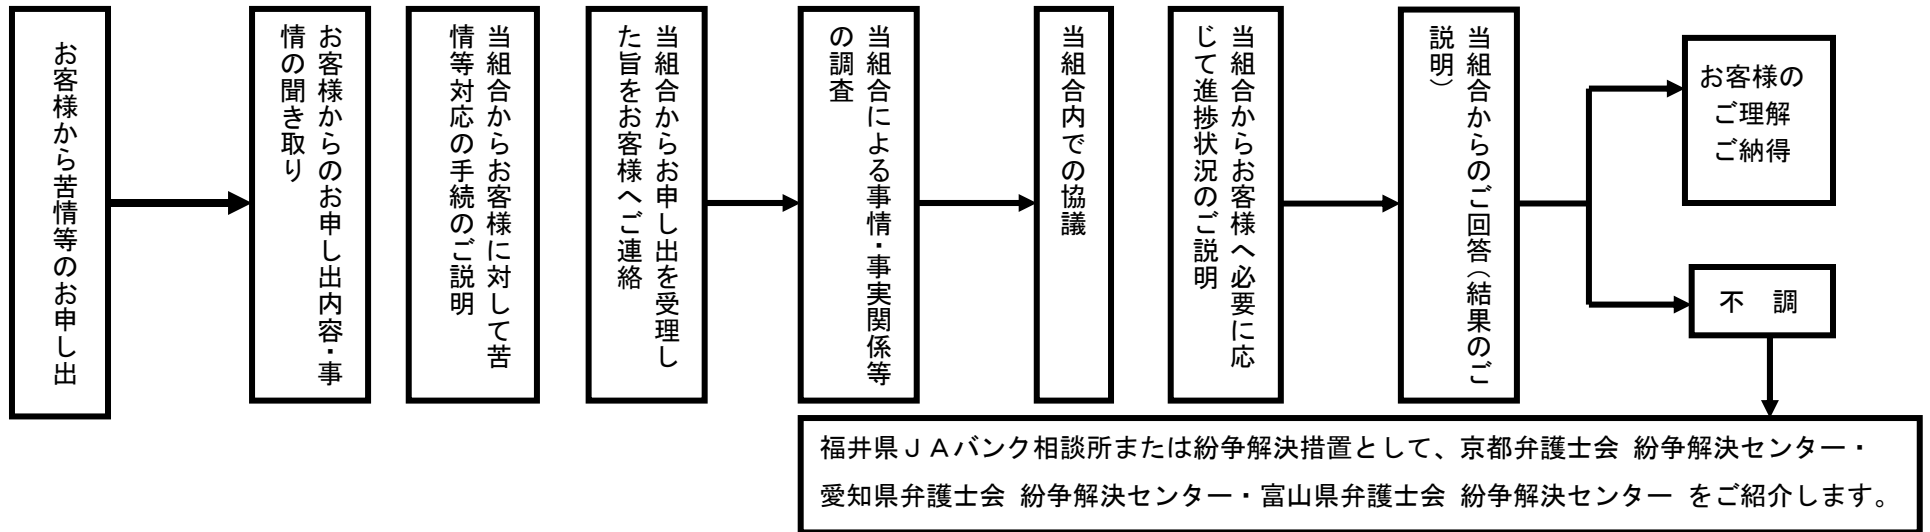 お客様から苦情等のお申し出
お客様からのお申し出内容・事
情の聞き取り
当組合からお客様に対して苦
情等対応の手続のご説明
当組合からお申し出を受理し
た旨をお客様へご連絡
当組合による事情・事実関係等
の調査
当組合内での協議
当組合からお客様へ必要に応
じて進捗状況のご説明
当組合からのご回答（結果のご
説明）
お客様の
ご理解
ご納得
不　調
福井県ＪＡバンク相談所または紛争解決措置として、京都弁護士会 紛争解決センター・
愛知県弁護士会 紛争解決センター・富山県弁護士会 紛争解決センター をご紹介します。